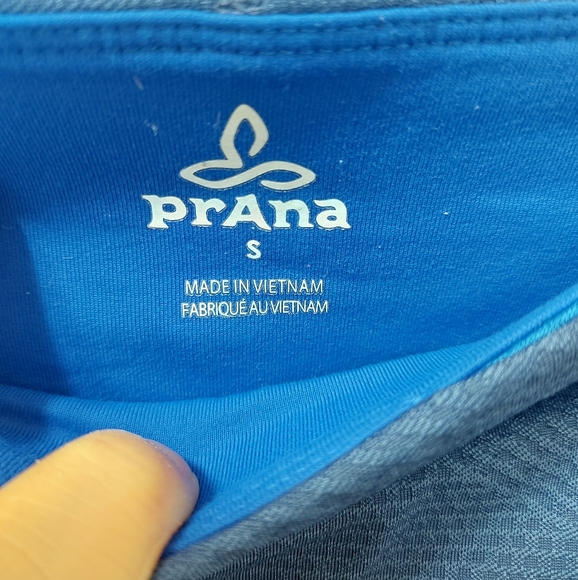 prAna
S
MADE IN VIETNAM
FABRIQUÉ AU VIETNAM